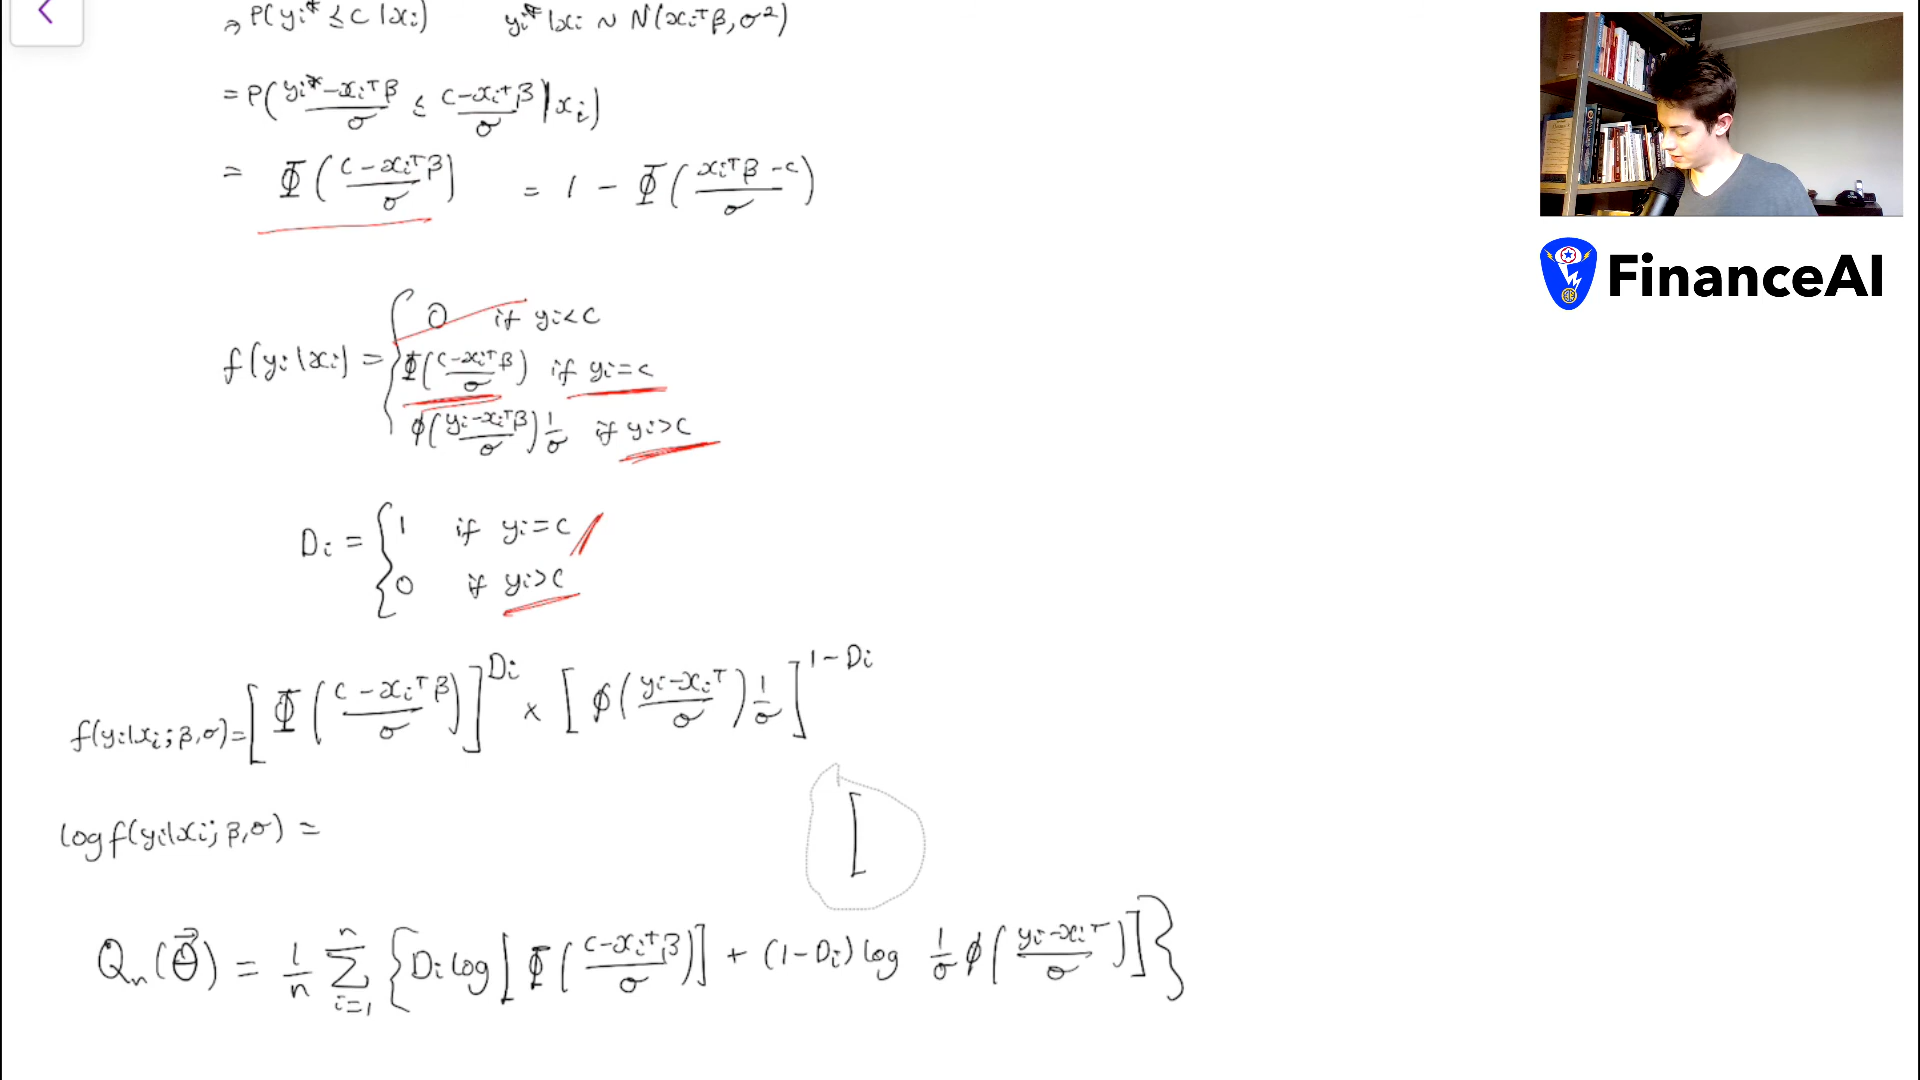 ⇒ P(yi* ≤ c | xi)   yi* | xi ~ N(xiᵀβ, σ²)
= P( (yi* − xiᵀβ)/σ ≤ (c − xiᵀβ)/σ | xi )
= Φ( (c − xiᵀβ)/σ ) = 1 − Φ( (xiᵀβ − c)/σ )
FinanceAI
0 if yi < c
f(yi | xi) = { Φ( (c − xiᵀβ)/σ ) if yi = c
ϕ( (yi − xiᵀβ)/σ ) 1/σ if yi > c
Di = { 1 if yi = c
0 if yi > c
f(yi | xi; β, σ) = [ Φ( (c − xiᵀβ)/σ ) ]^Di × [ ϕ( (yi − xiᵀ)/σ ) 1/σ ]^1−Di
log f(yi | xi; β, σ) = [
Qn(θ⃗) = 1/n Σ_{i=1}^{n} { Di log [ Φ( (c − xiᵀβ)/σ ) ] + (1 − Di) log 1/σ ϕ( (yi − xiᵀ)/σ ) ] }